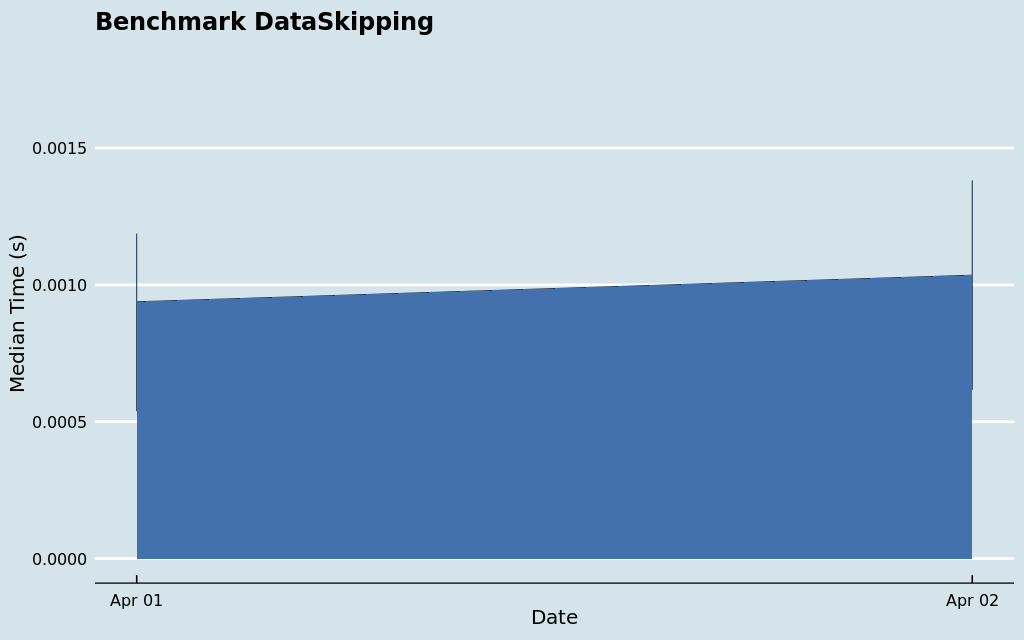 Benchmark DataSkipping
0.0015
0.0010
0.0005
0.0000
Median Time (s)
Apr 01
Apr 02
Date